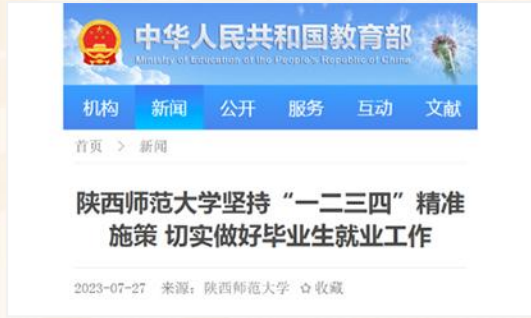 中华人民共和国教育部
Ministry of Education of the People's Republic of China
机构 新闻 公开 服务 互动 文献
首页 > 新闻
陕西师范大学坚持“一二三四”精准
施策 切实做好毕业生就业工作
2023-07-27 来源：陕西师范大学 ☆收藏